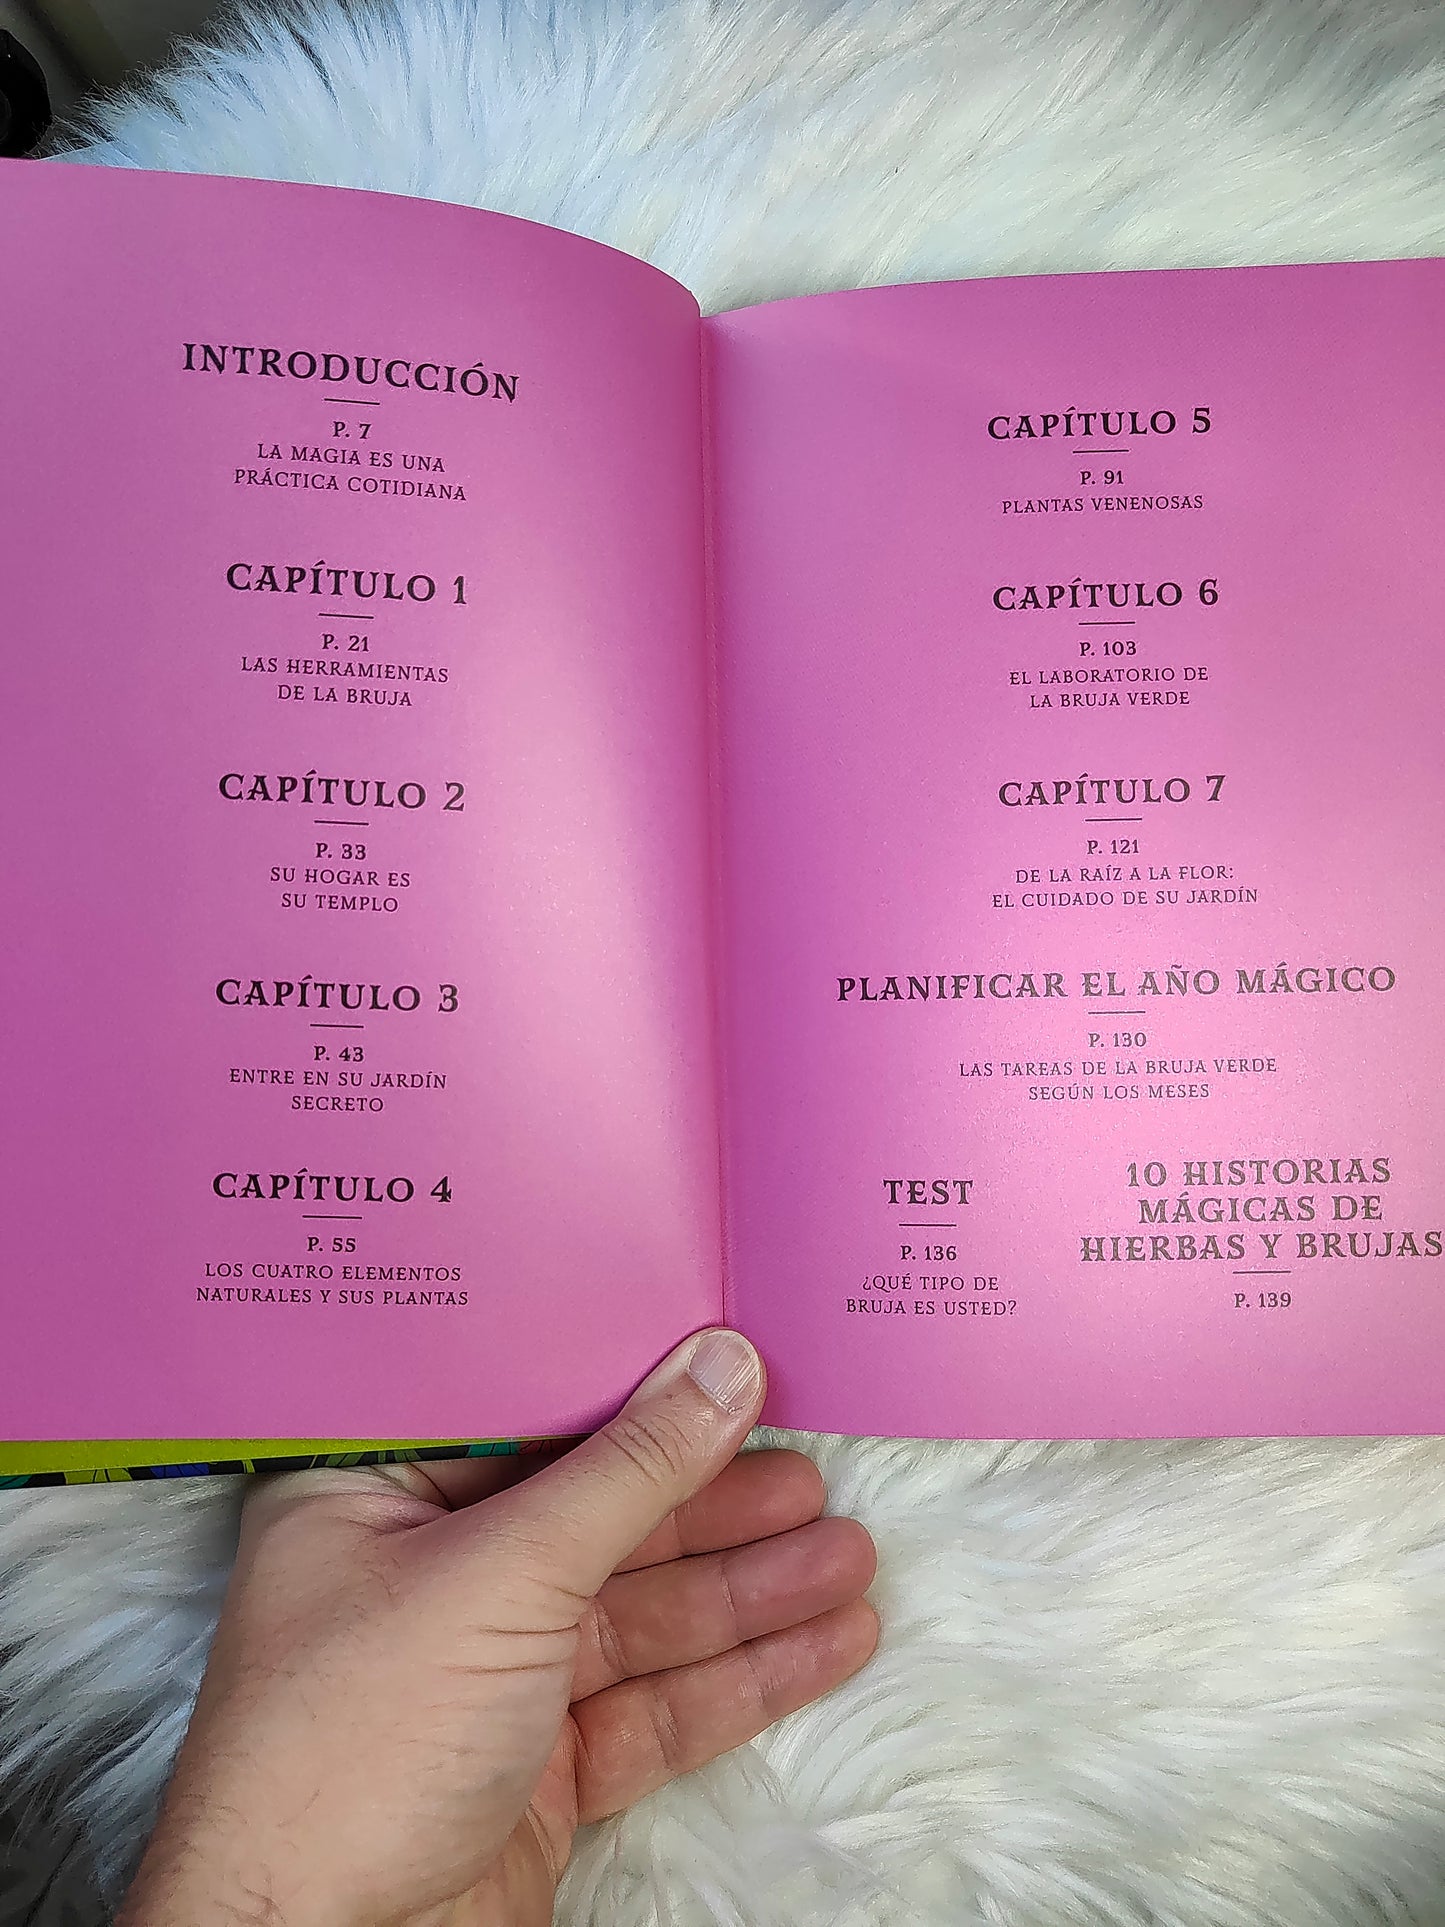 INTRODUCCIÓN
P. 7
LA MAGIA ES UNA
PRÁCTICA COTIDIANA
CAPÍTULO 1
P. 21
LAS HERRAMIENTAS
DE LA BRUJA
CAPÍTULO 2
P. 33
SU HOGAR ES
SU TEMPLO
CAPÍTULO 3
P. 43
ENTRE EN SU JARDÍN
SECRETO
CAPÍTULO 4
P. 55
LOS CUATRO ELEMENTOS
NATURALES Y SUS PLANTAS
CAPÍTULO 5
P. 91
PLANTAS VENENOSAS
CAPÍTULO 6
P. 103
EL LABORATORIO DE
LA BRUJA VERDE
CAPÍTULO 7
P. 121
DE LA RAÍZ A LA FLOR:
EL CUIDADO DE SU JARDÍN
PLANIFICAR EL AÑO MÁGICO
P. 130
LAS TAREAS DE LA BRUJA VERDE
SEGÚN LOS MESES
TEST
P. 136
¿QUÉ TIPO DE
BRUJA ES USTED?
10 HISTORIAS
MÁGICAS DE
HIERBAS Y BRUJAS
P. 139